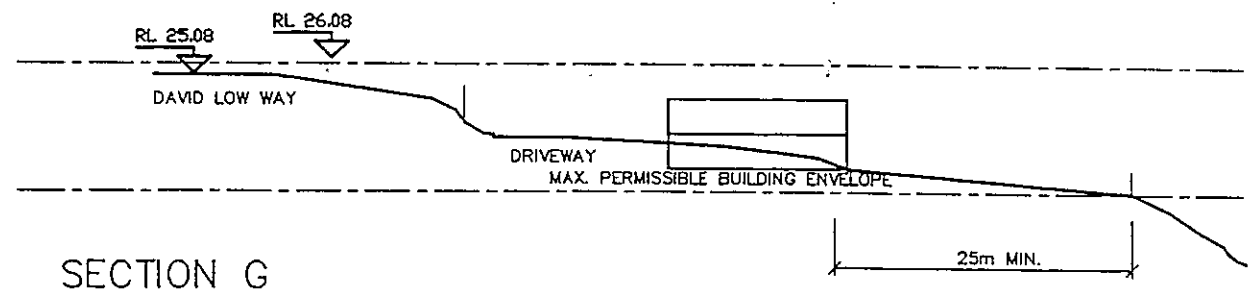 RL 25.08
RL 26.08
DAVID LOW WAY
DRIVEWAY
MAX. PERMISSIBLE BUILDING ENVELOPE
25m MIN.
SECTION G